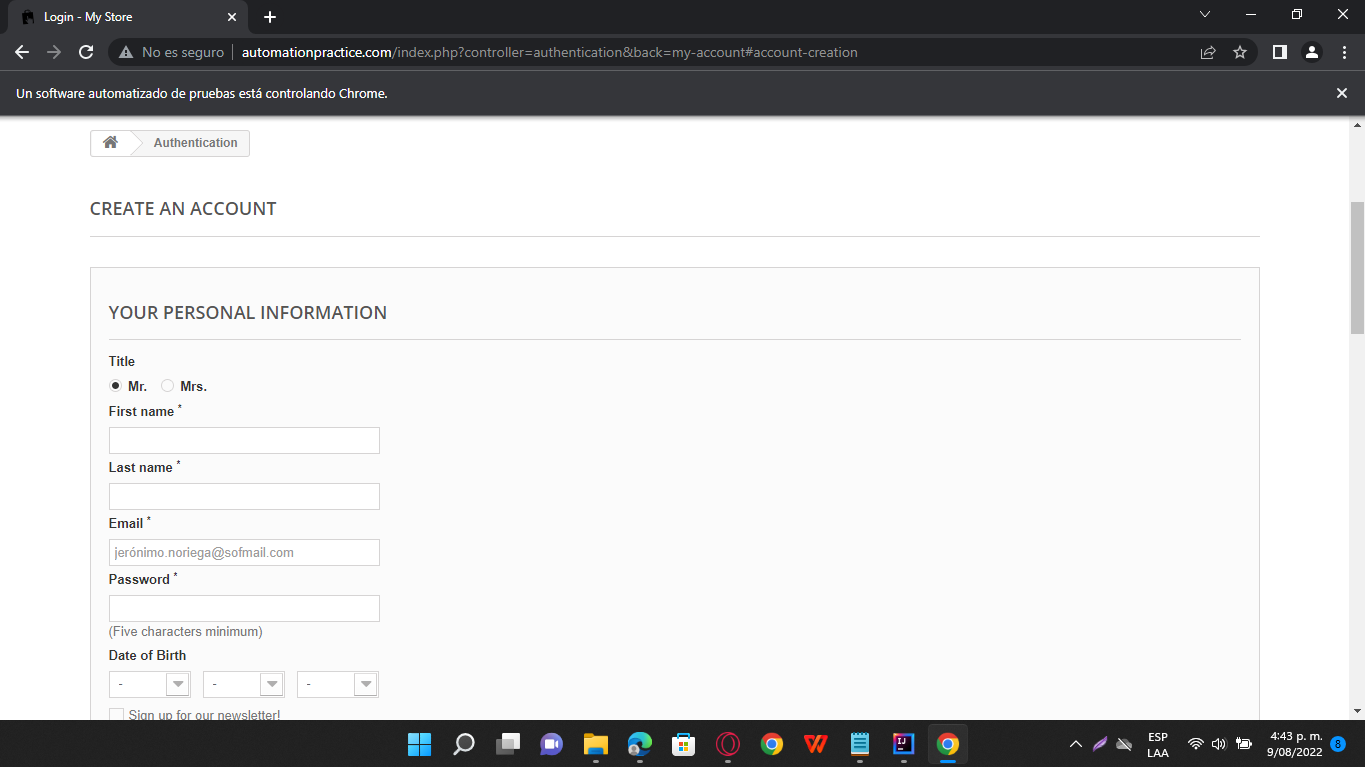 Login - My Store
No es seguro automationpractice.com/index.php?controller=authentication&back=my-account#account-creation
Un software automatizado de pruebas está controlando Chrome.
Authentication
CREATE AN ACCOUNT
YOUR PERSONAL INFORMATION
Title
Mr. Mrs.
First name *
Last name *
Email *
jerónimo.noriega@sofmail.com
Password *
(Five characters minimum)
Date of Birth
- - -
Sign up for our newsletter!
ESP
LAA
4:43 p. m.
9/08/2022
8